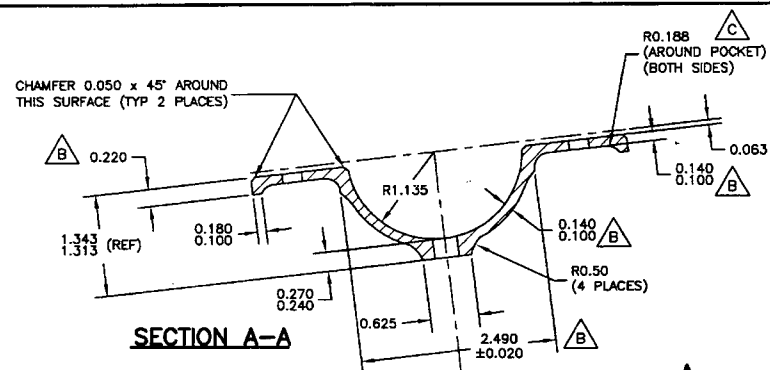 R0.188
C
(AROUND POCKET)
(BOTH SIDES)
CHAMFER 0.050 x 45° AROUND
THIS SURFACE (TYP 2 PLACES)
B 0.220
0.063
0.140
0.100 B
R1.135
1.343
1.313 (REF)
0.180
0.100
0.140
0.100 B
R0.50
(4 PLACES)
0.270
0.240
0.625
2.490
±0.020
B
SECTION A-A
A